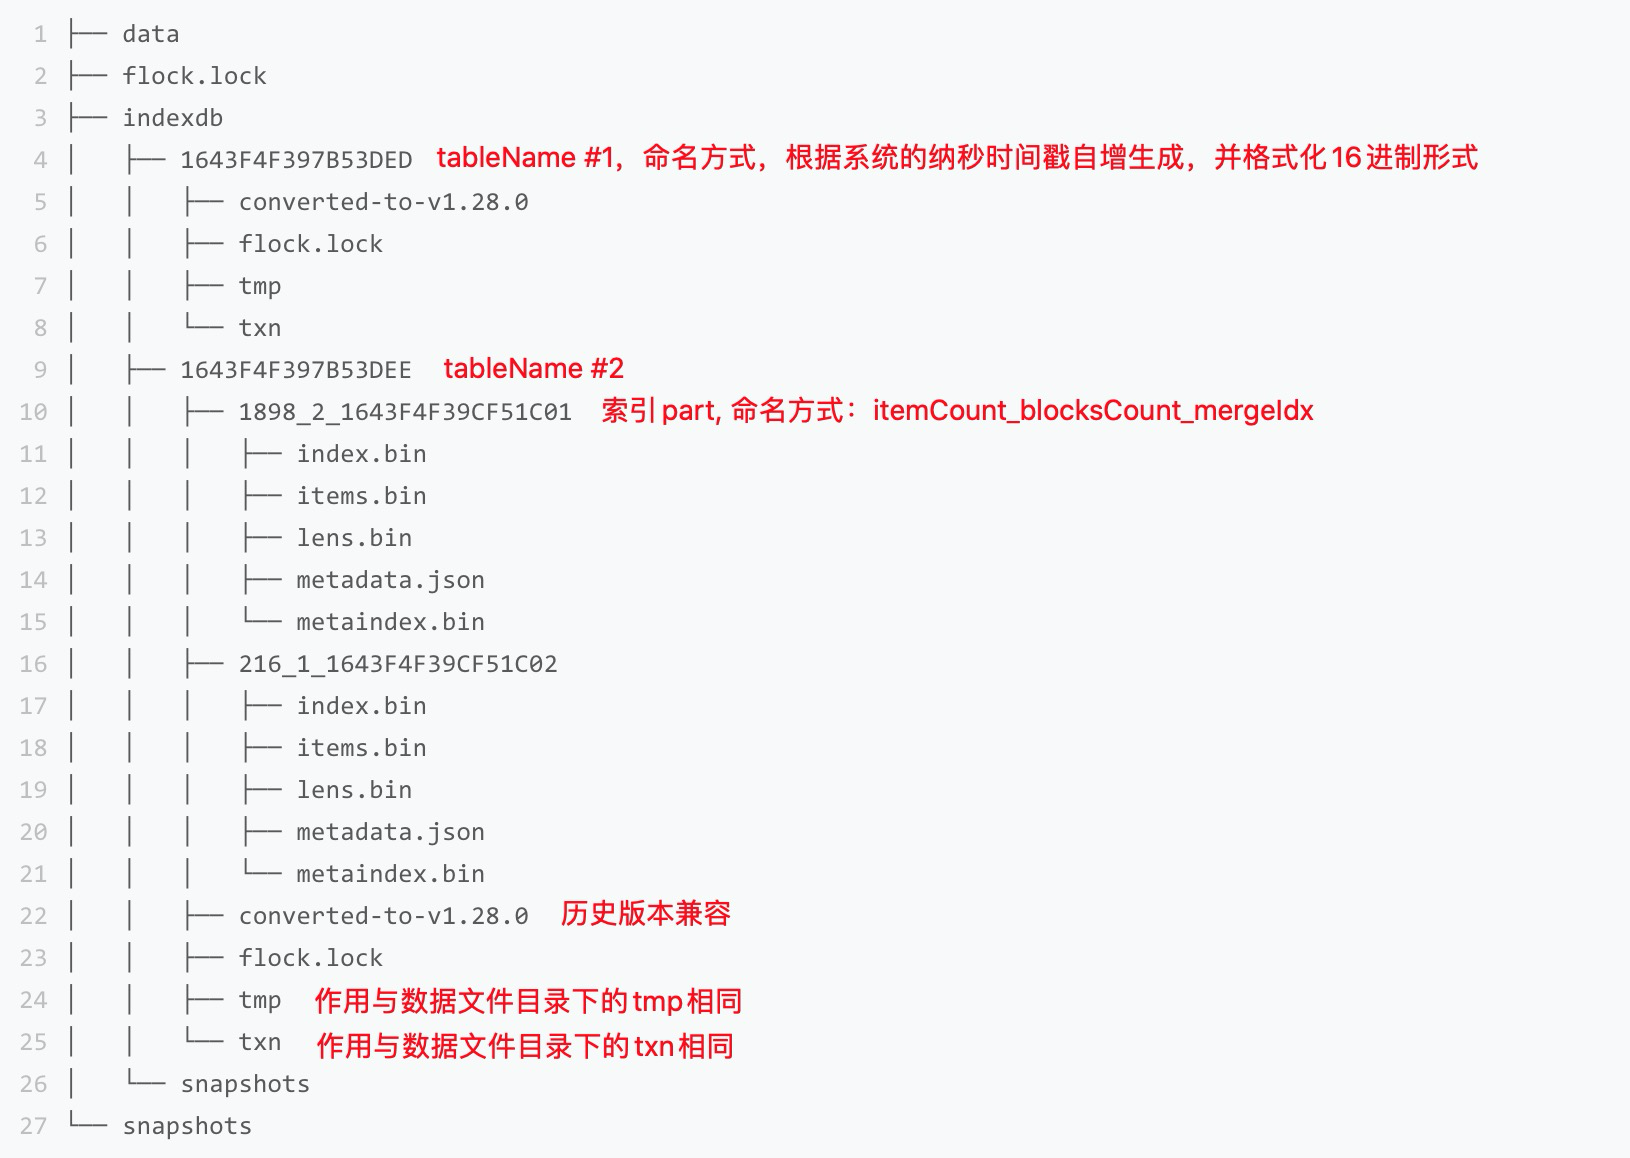 1 ├── data
2 ├── flock.lock
3 ├── indexdb
4 │   ├── 1643F4F397B53DED tableName #1，命名方式，根据系统的纳秒时间戳自增生成，并格式化16进制形式
5 │   │   ├── converted-to-v1.28.0
6 │   │   ├── flock.lock
7 │   │   ├── tmp
8 │   │   └── txn
9 │   ├── 1643F4F397B53DEE tableName #2
10 │   │   ├── 1898_2_1643F4F39CF51C01 索引part, 命名方式：itemCount_blocksCount_mergeIdx
11 │   │   │   ├── index.bin
12 │   │   │   ├── items.bin
13 │   │   │   ├── lens.bin
14 │   │   │   ├── metadata.json
15 │   │   │   └── metaindex.bin
16 │   │   ├── 216_1_1643F4F39CF51C02
17 │   │   │   ├── index.bin
18 │   │   │   ├── items.bin
19 │   │   │   ├── lens.bin
20 │   │   │   ├── metadata.json
21 │   │   │   └── metaindex.bin
22 │   │   ├── converted-to-v1.28.0 历史版本兼容
23 │   │   ├── flock.lock
24 │   │   ├── tmp 作用与数据文件目录下的tmp相同
25 │   │   └── txn 作用与数据文件目录下的txn相同
26 │   └── snapshots
27 └── snapshots